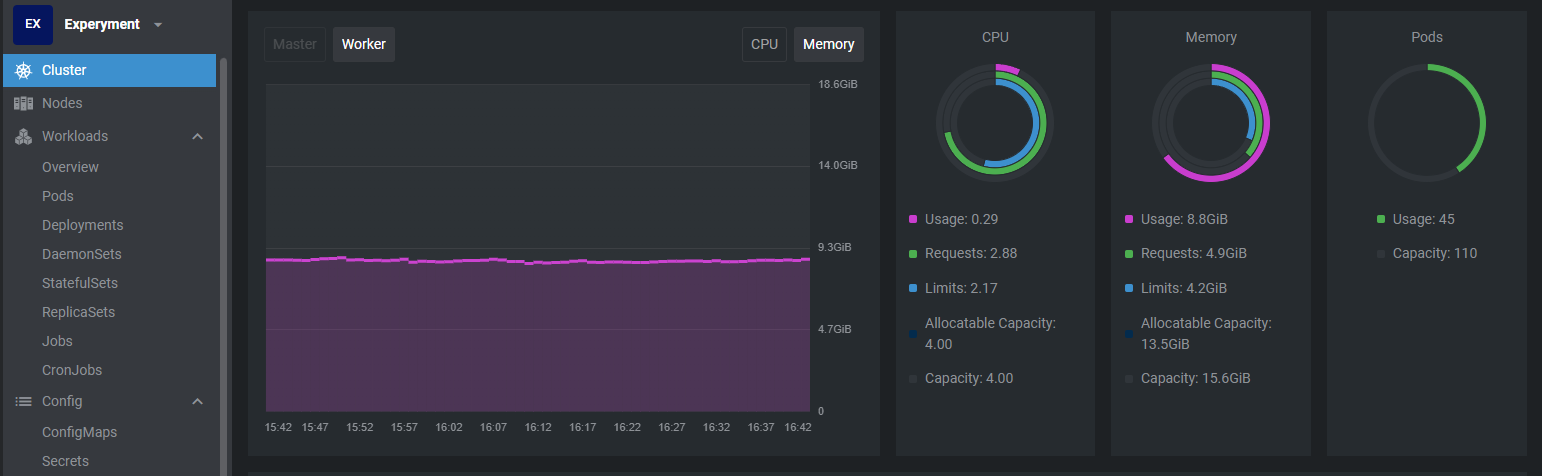 EX
Experyment
Cluster
Nodes
Workloads
Overview
Pods
Deployments
DaemonSets
StatefulSets
ReplicaSets
Jobs
CronJobs
Config
ConfigMaps
Secrets
Master
Worker
CPU
Memory
18.6GiB
14.0GiB
9.3GiB
4.7GiB
0
15:42 15:47 15:52 15:57 16:02 16:07 16:12 16:17 16:22 16:27 16:32 16:37 16:42
CPU
Usage: 0.29
Requests: 2.88
Limits: 2.17
Allocatable Capacity:
4.00
Capacity: 4.00
Memory
Usage: 8.8GiB
Requests: 4.9GiB
Limits: 4.2GiB
Allocatable Capacity:
13.5GiB
Capacity: 15.6GiB
Pods
Usage: 45
Capacity: 110